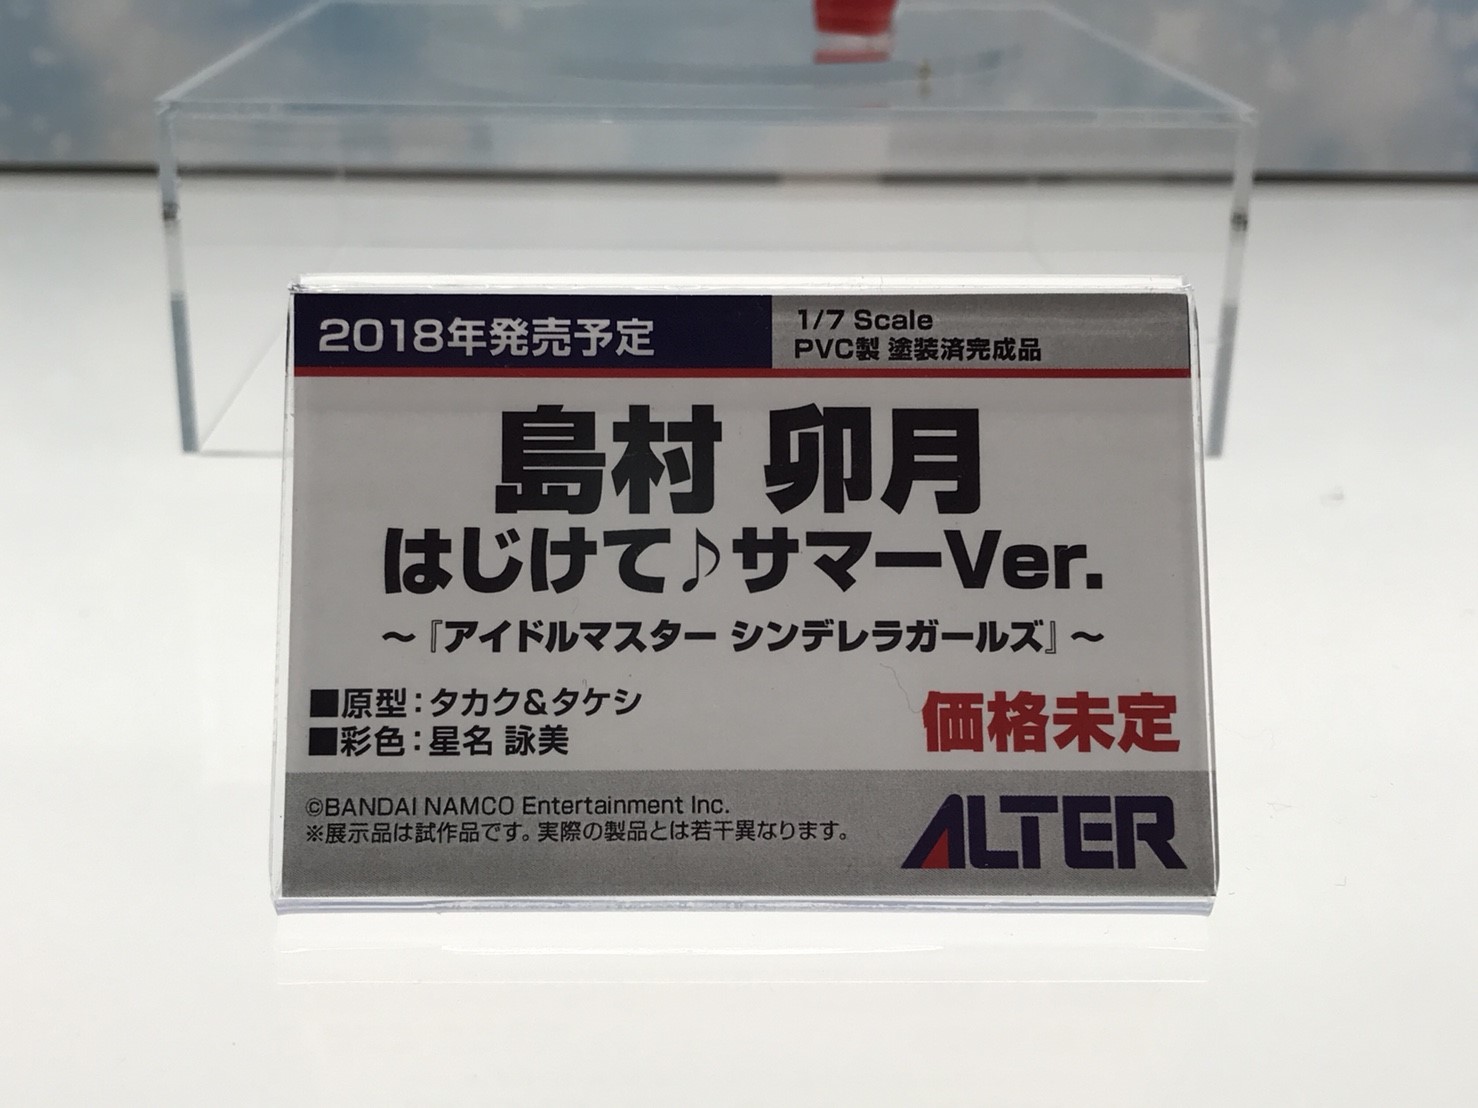 2018年発売予定
1/7 Scale
PVC製 塗装済完成品
島村 卯月
はじけて♪サマーVer.
～『アイドルマスター シンデレラガールズ』～
■原型：タカク&タケシ
■彩色：星名 詠美
価格未定
©BANDAI NAMCO Entertainment Inc.
※展示品は試作品です。実際の製品とは若干異なります。
ALTER